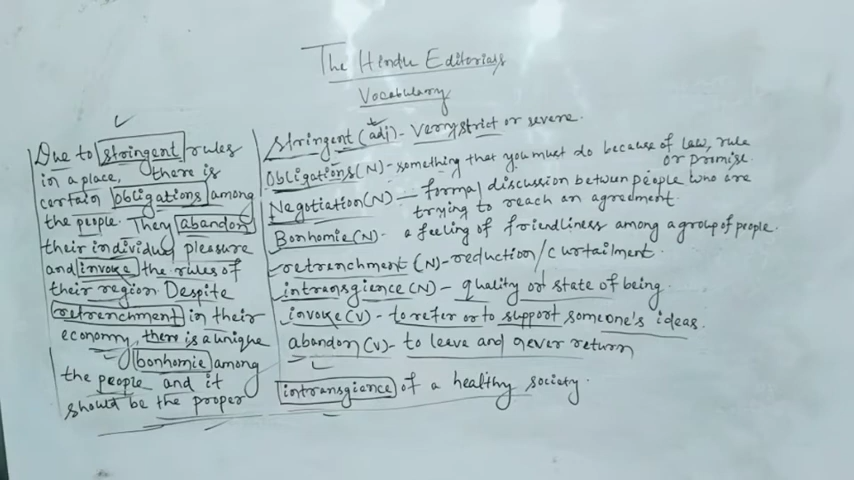 The Hindu Editorials
Vocabulary
Due to stringent rules
in a place, there is
certain obligations among
the people. They abandon
their individual pleasure
and invoke the rules of
their region. Despite
retrenchment in their
economy, there is a unique
bonhomie among
the people and it
should be the proper
stringent (adj) - Very strict or severe.
Obligations (N) - something that you must do because of law, rule
or promise.
Negotiation (N) - formal discussion between people who are
trying to reach an agreement.
Bonhomie (N) - a feeling of friendliness among a group of people.
retrenchment (N) - reduction/curtailment.
intransgience (N) - quality or state of being.
invoke (v) - to refer or to support someone's ideas.
abandon (v) - to leave and never return
intransgiance of a healthy society.